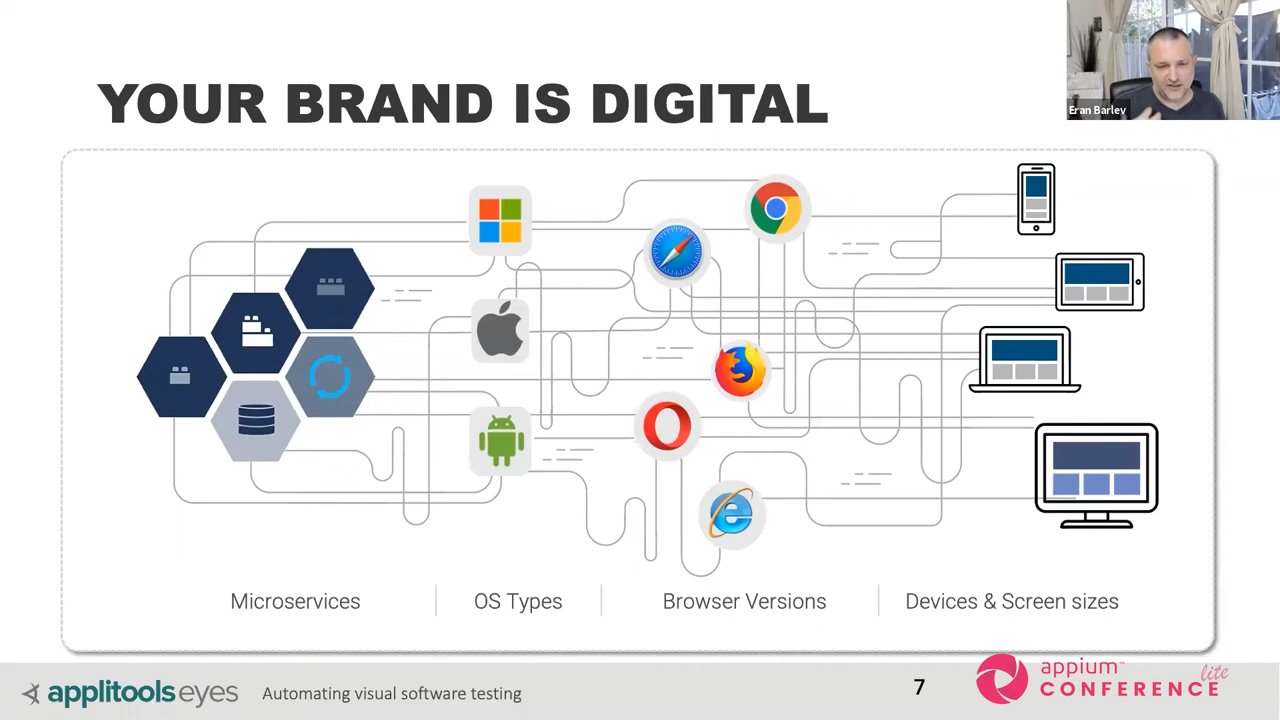 YOUR BRAND IS DIGITAL
Eran Barlev
Microservices
OS Types
Browser Versions
Devices & Screen sizes
applitools eyes
Automating visual software testing
7
appium™
lite
CONFERENCE